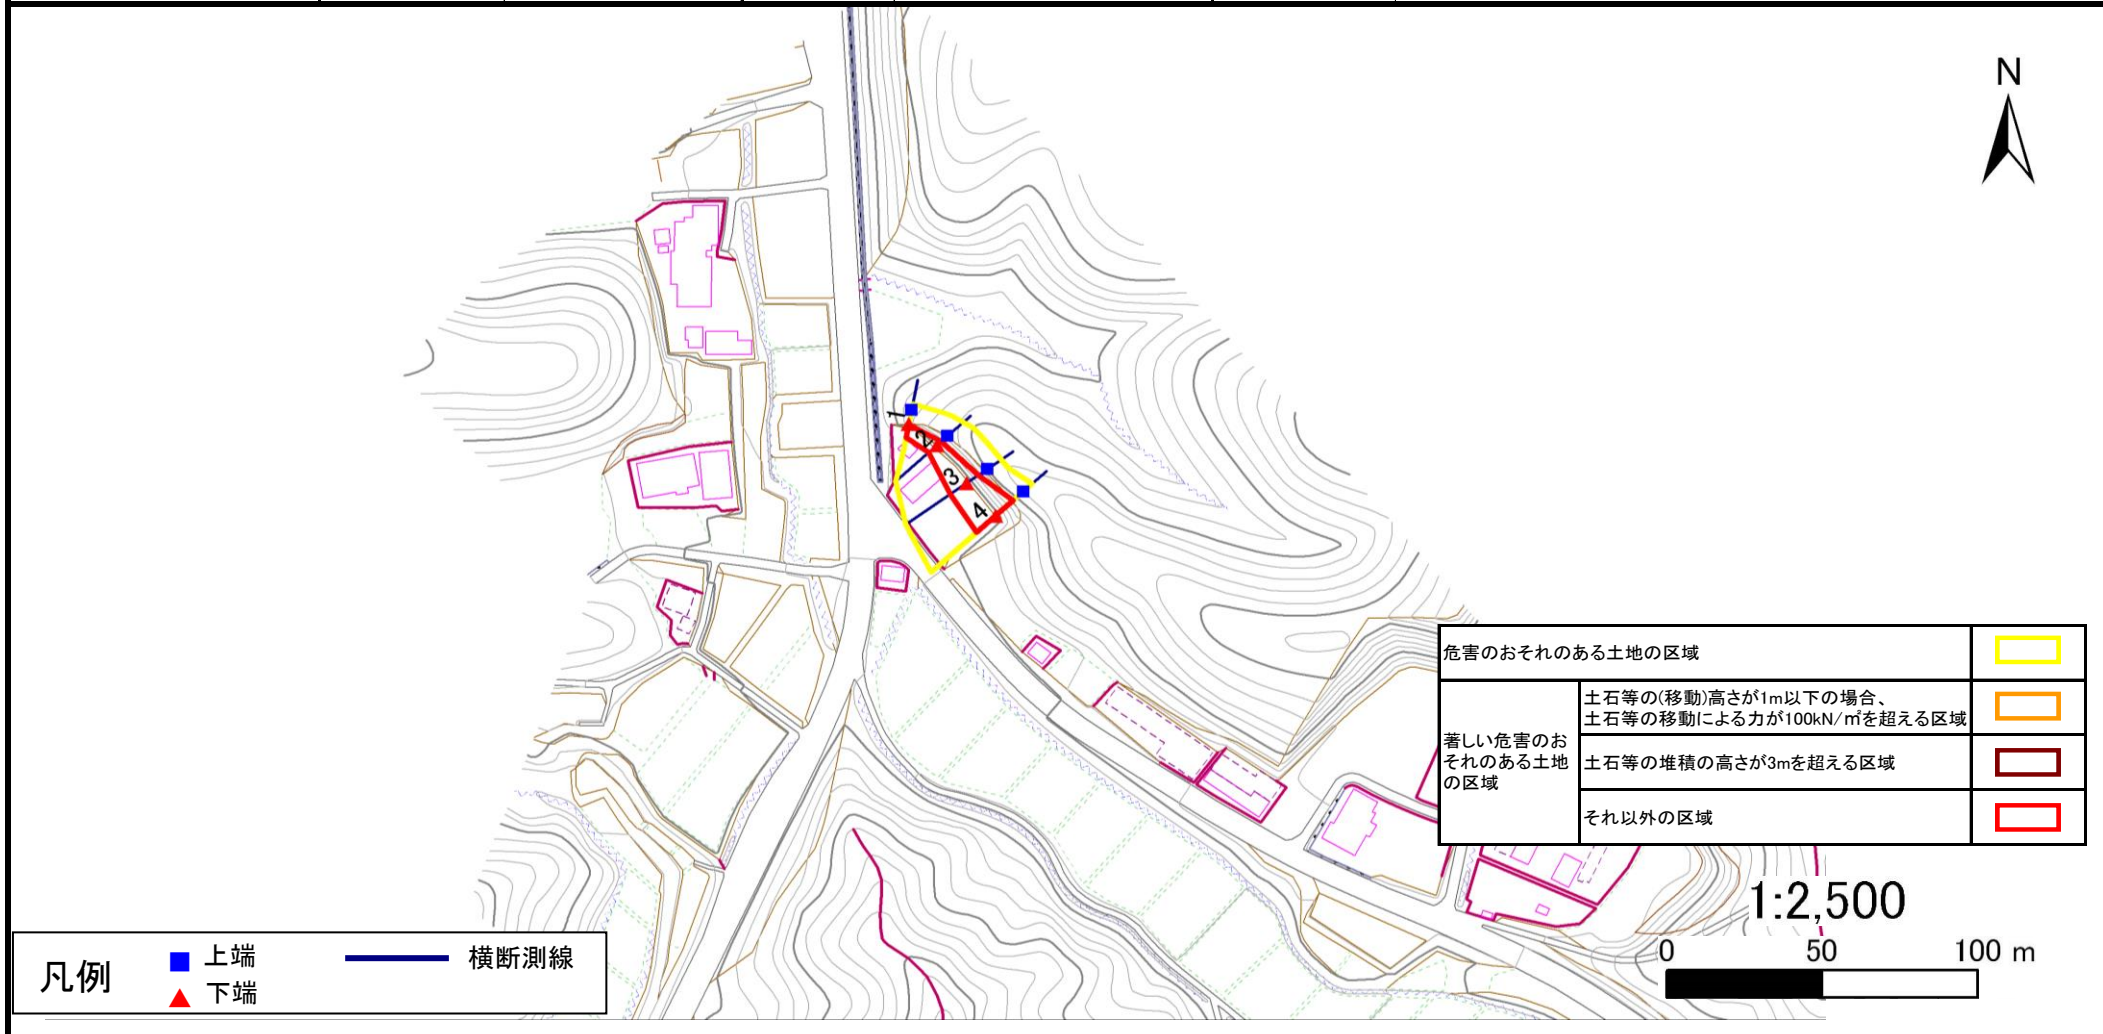 N
1
2
3
4
危害のおそれのある土地の区域
著しい危害のお
それのある土地
の区域
土石等の(移動)高さが1m以下の場合、
土石等の移動による力が100kN/㎡を超える区域
土石等の堆積の高さが3mを超える区域
それ以外の区域
1:2,500
0 50 100 m
凡例
上端
下端
横断測線